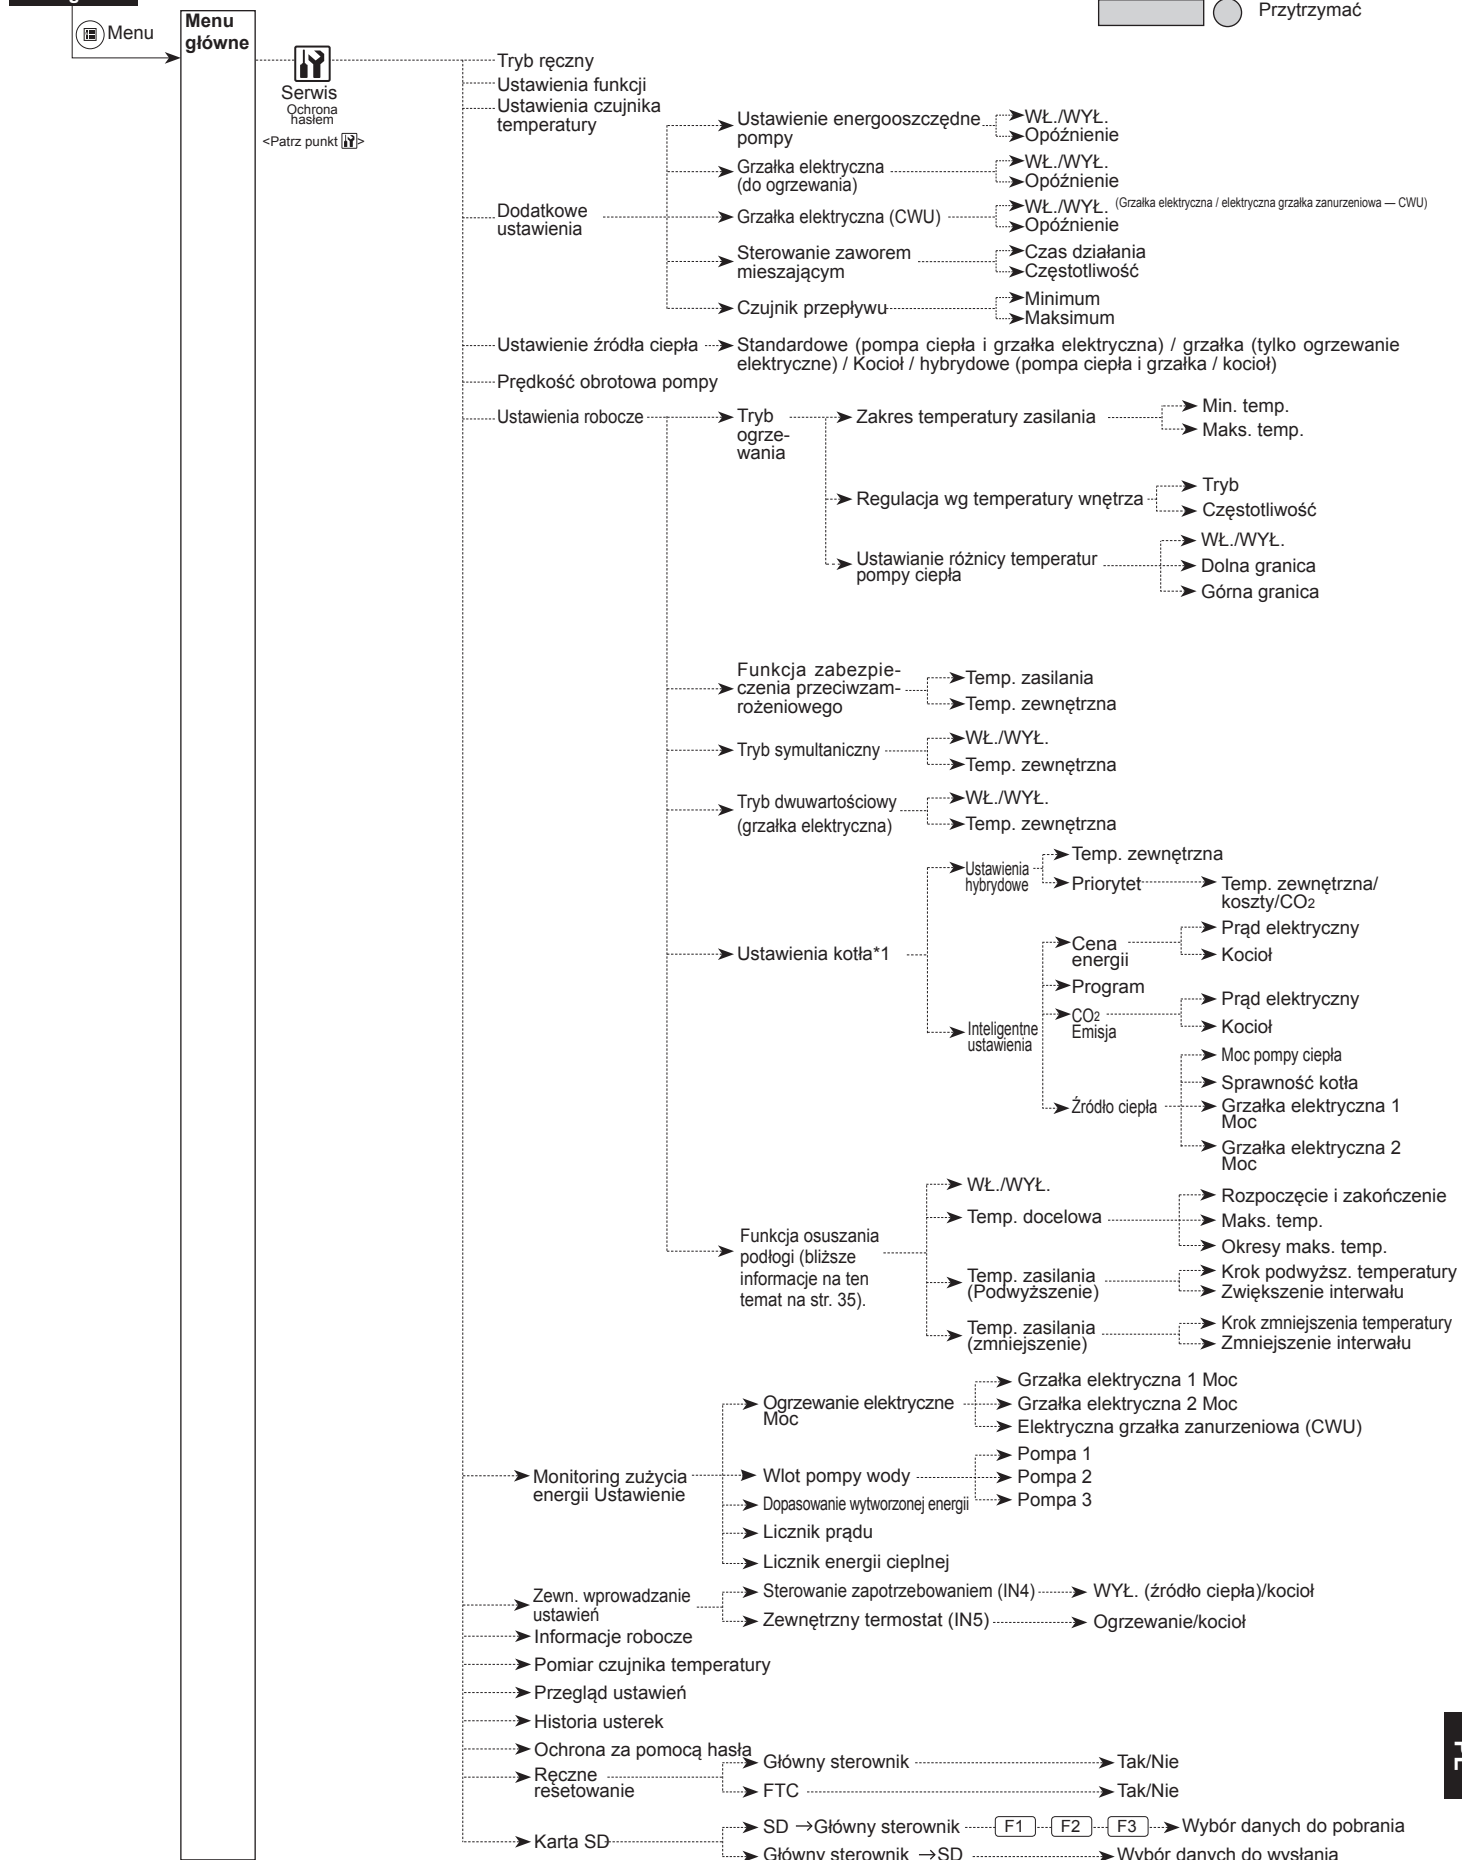 Przytrzymać
Menu
Menu
główne
Serwis
Ochrona
hasłem
<Patrz punkt >
Tryb ręczny
Ustawienia funkcji
Ustawienia czujnika
temperatury
Dodatkowe
ustawienia
Ustawienie energooszczędne
pompy
WŁ./WYŁ.
Opóźnienie
Grzałka elektryczna
(do ogrzewania)
WŁ./WYŁ.
Opóźnienie
Grzałka elektryczna (CWU)
WŁ./WYŁ. (Grzałka elektryczna / elektryczna grzałka zanurzeniowa — CWU)
Opóźnienie
Sterowanie zaworem
mieszającym
Czas działania
Częstotliwość
Czujnik przepływu
Minimum
Maksimum
Ustawienie źródła ciepła
Standardowe (pompa ciepła i grzałka elektryczna) / grzałka (tylko ogrzewanie
elektryczne) / Kocioł / hybrydowe (pompa ciepła i grzałka / kocioł)
Prędkość obrotowa pompy
Ustawienia robocze
Tryb
ogrze-
wania
Zakres temperatury zasilania
Min. temp.
Maks. temp.
Regulacja wg temperatury wnętrza
Tryb
Częstotliwość
Ustawianie różnicy temperatur
pompy ciepła
WŁ./WYŁ.
Dolna granica
Górna granica
Funkcja zabezpie-
czenia przeciwzam-
rożeniowego
Temp. zasilania
Temp. zewnętrzna
Tryb symultaniczny
WŁ./WYŁ.
Temp. zewnętrzna
Tryb dwuwartościowy
(grzałka elektryczna)
WŁ./WYŁ.
Temp. zewnętrzna
Ustawienia kotła*1
Ustawienia
hybrydowe
Temp. zewnętrzna
Priorytet
Temp. zewnętrzna/
koszty/CO2
Inteligentne
ustawienia
Cena
energii
Prąd elektryczny
Kocioł
Program
CO2
Emisja
Prąd elektryczny
Kocioł
Źródło ciepła
Moc pompy ciepła
Sprawność kotła
Grzałka elektryczna 1
Moc
Grzałka elektryczna 2
Moc
Funkcja osuszania
podłogi (bliższe
informacje na ten
temat na str. 35).
WŁ./WYŁ.
Temp. docelowa
Rozpoczęcie i zakończenie
Maks. temp.
Okresy maks. temp.
Temp. zasilania
(Podwyższenie)
Krok podwyższ. temperatury
Zwiększenie interwału
Temp. zasilania
(zmniejszenie)
Krok zmniejszenia temperatury
Zmniejszenie interwału
Monitoring zużycia
energii Ustawienie
Ogrzewanie elektryczne
Moc
Grzałka elektryczna 1 Moc
Grzałka elektryczna 2 Moc
Elektryczna grzałka zanurzeniowa (CWU)
Wlot pompy wody
Pompa 1
Pompa 2
Pompa 3
Dopasowanie wytworzonej energii
Licznik prądu
Licznik energii cieplnej
Zewn. wprowadzanie
ustawień
Sterowanie zapotrzebowaniem (IN4)
WYŁ. (źródło ciepła)/kocioł
Zewnętrzny termostat (IN5)
Ogrzewanie/kocioł
Informacje robocze
Pomiar czujnika temperatury
Przegląd ustawień
Historia usterek
Ochrona za pomocą hasła
Ręczne
resetowanie
Główny sterownik
Tak/Nie
FTC
Tak/Nie
Karta SD
SD →Główny sterownik F1 F2 F3 Wybór danych do pobrania
Główny sterownik →SD Wybór danych do wysłania